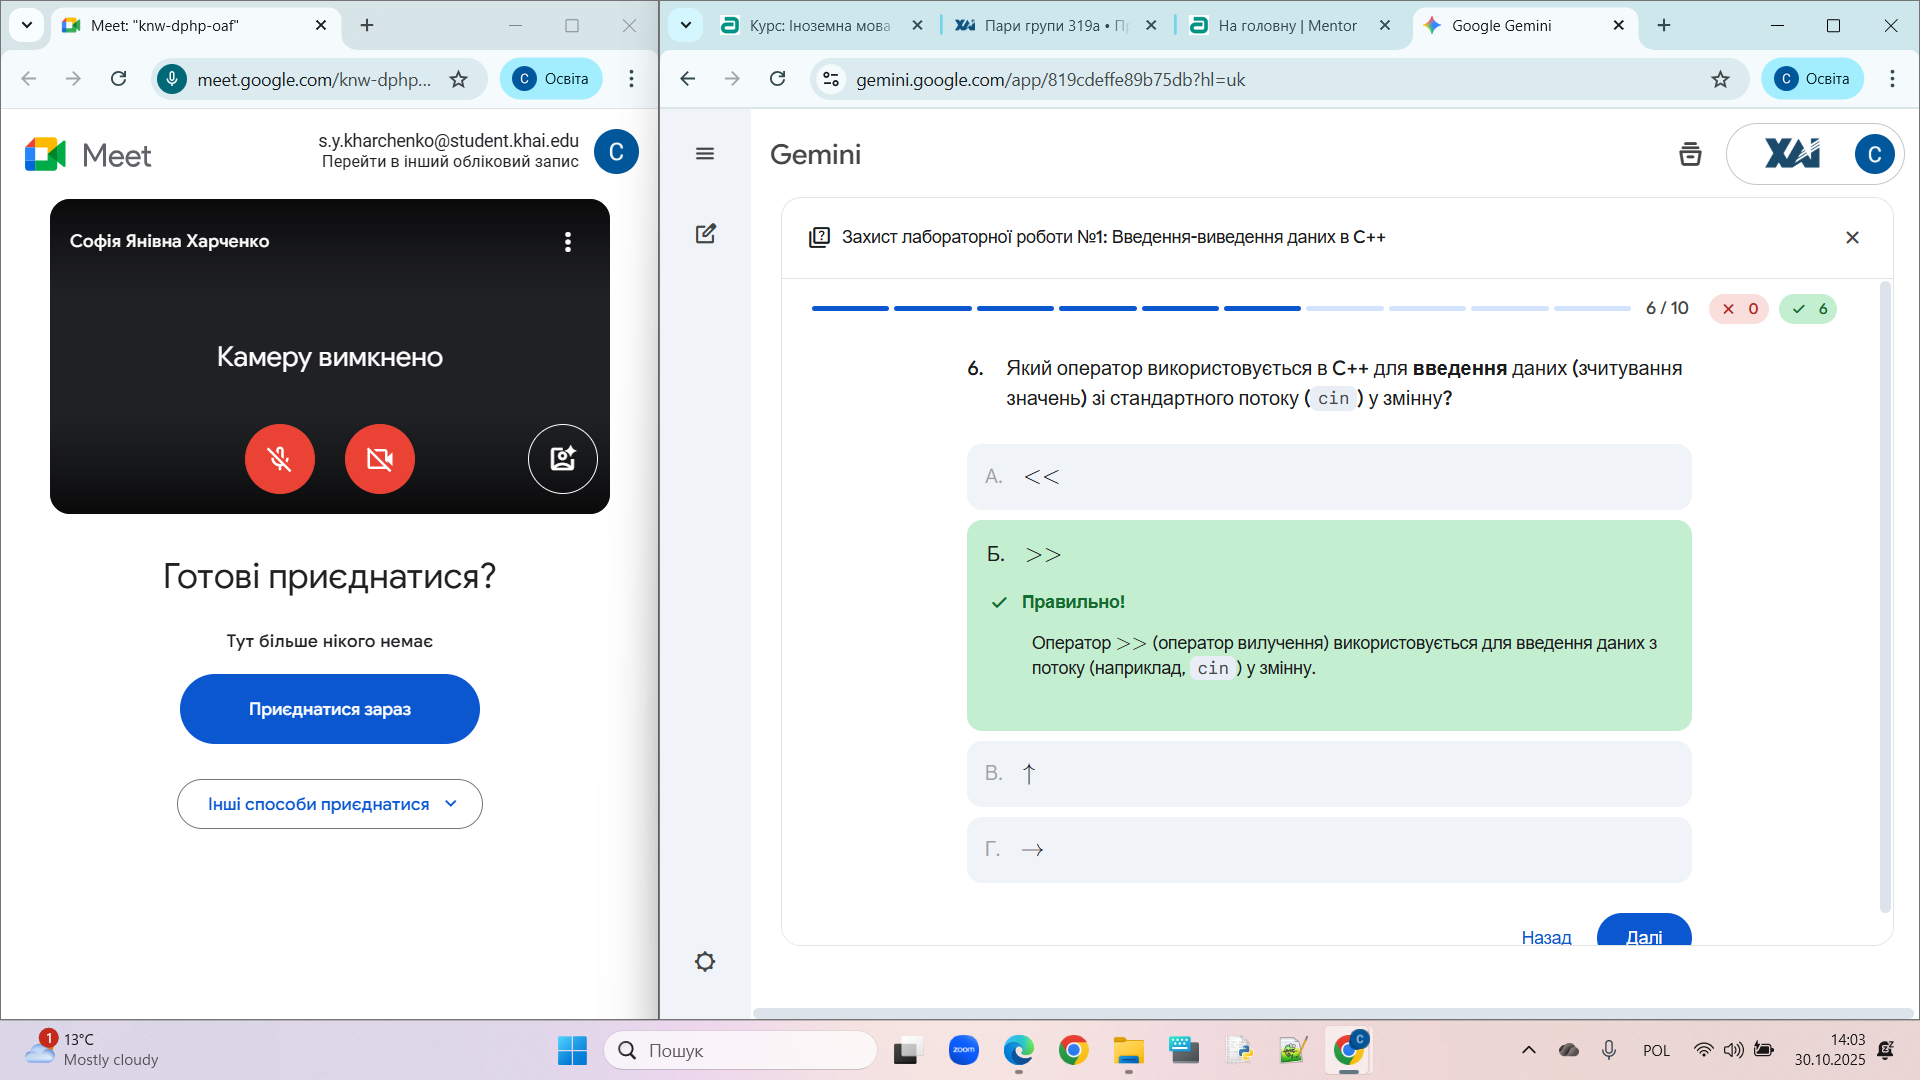 Meet: "knw-dphp-oaf"
meet.google.com/knw-dphp...
С Освіта
Meet
s.y.kharchenko@student.khai.edu
Перейти в інший обліковий запис
С
Софія Янівна Харченко
Камеру вимкнено
Готові приєднатися?
Тут більше нікого немає
Приєднатися зараз
Інші способи приєднатися
Курс: Іноземна мова
ХАІ Пари групи 319а • П
На головну | Mentor
Google Gemini
gemini.google.com/app/819cdeffe89b75db?hl=uk
С Освіта
Gemini
ХАІ
С
Захист лабораторної роботи №1: Введення-виведення даних в C++
6 / 10
0
6
6. Який оператор використовується в C++ для введення даних (зчитування
значень) зі стандартного потоку ( cin ) у змінну?
А. <<
Б. >>
Правильно!
Оператор >> (оператор вилучення) використовується для введення даних з
потоку (наприклад, cin ) у змінну.
В. ↑
Г. →
Назад
Далі
1
13°C
Mostly cloudy
Пошук
zoom
C
POL
14:03
30.10.2025